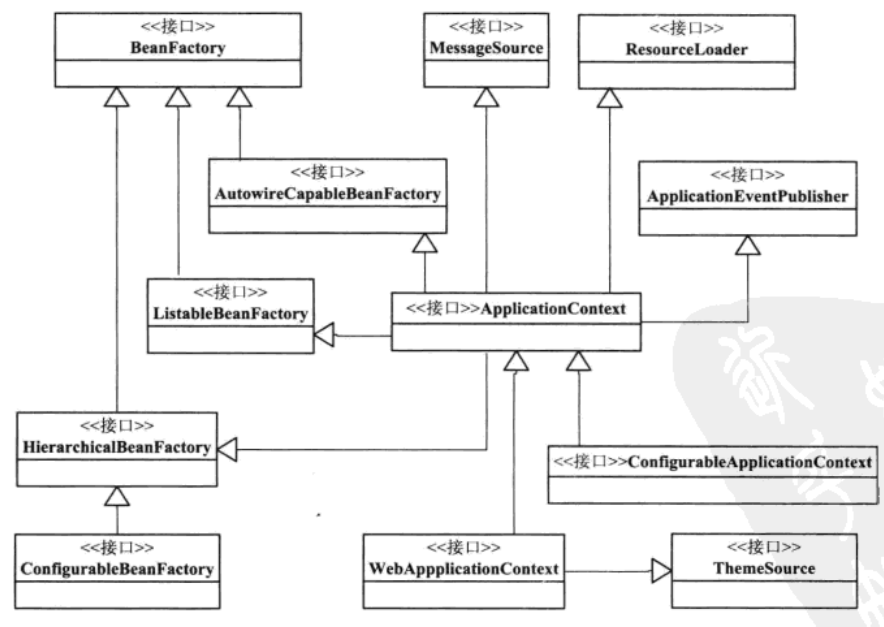 <<接口>>
BeanFactory
<<接口>>
MessageSource
<<接口>>
ResourceLoader
<<接口>>
AutowireCapableBeanFactory
<<接口>>
ApplicationEventPublisher
<<接口>>
ListableBeanFactory
<<接口>>ApplicationContext
<<接口>>
HierarchicalBeanFactory
<<接口>>ConfigurableApplicationContext
<<接口>>
ConfigurableBeanFactory
<<接口>>
WebAppplicationContext
<<接口>>
ThemeSource